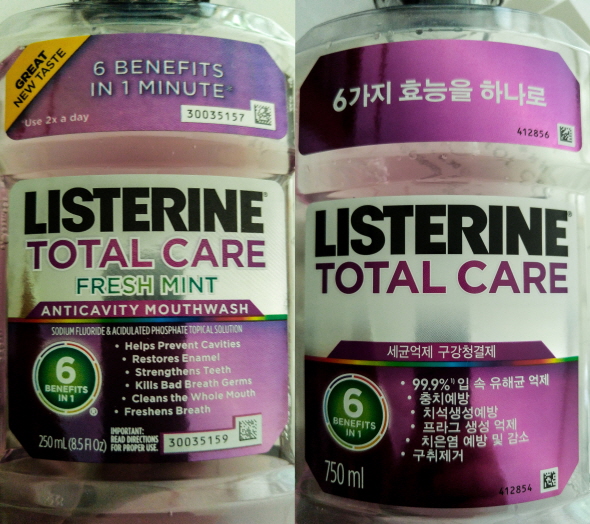 GREAT
NEW TASTE
6 BENEFITS
IN 1 MINUTE
*Use 2x a day
30035157
LISTERINE®
TOTAL CARE
FRESH MINT
ANTICAVITY MOUTHWASH
SODIUM FLUORIDE & ACIDULATED PHOSPHATE TOPICAL SOLUTION
6
BENEFITS
IN 1
®
• Helps Prevent Cavities
• Restores Enamel
• Strengthens Teeth
• Kills Bad Breath Germs
• Cleans the Whole Mouth
• Freshens Breath
250 mL (8.5 Fl Oz)
IMPORTANT:
READ DIRECTIONS
FOR PROPER USE.
30035159
6가지 효능을 하나로
412856
LISTERINE®
TOTAL CARE
세균억제 구강청결제
6
BENEFITS
IN 1
• 99.9%¹⁾ 입 속 유해균 억제
• 충치예방
• 치석생성예방
• 프라그 생성 억제
• 치은염 예방 및 감소
• 구취제거
750 ml
412854